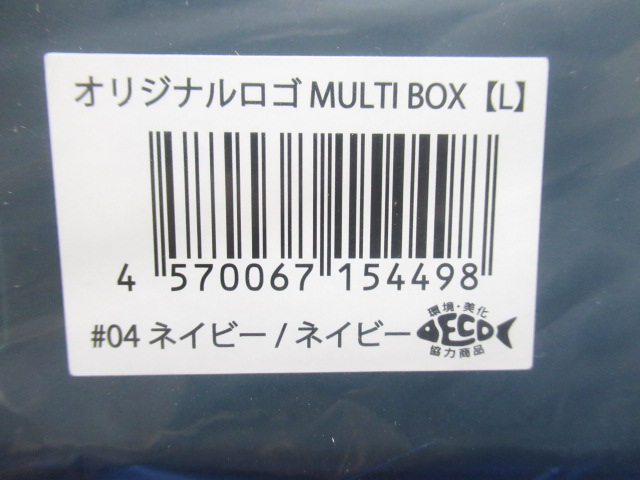 オリジナルロゴ MULTI BOX【L】
4 570067 154498
#04 ネイビー / ネイビー
環境・美化
DECO
協力商品